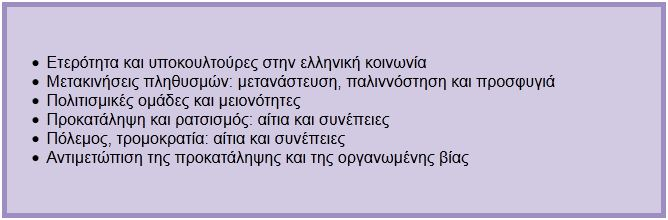 • Ετερότητα και υποκουλτούρες στην ελληνική κοινωνία
• Μετακινήσεις πληθυσμών: μετανάστευση, παλιννόστηση και προσφυγιά
• Πολιτισμικές ομάδες και μειονότητες
• Προκατάληψη και ρατσισμός: αίτια και συνέπειες
• Πόλεμος, τρομοκρατία: αίτια και συνέπειες
• Αντιμετώπιση της προκατάληψης και της οργανωμένης βίας